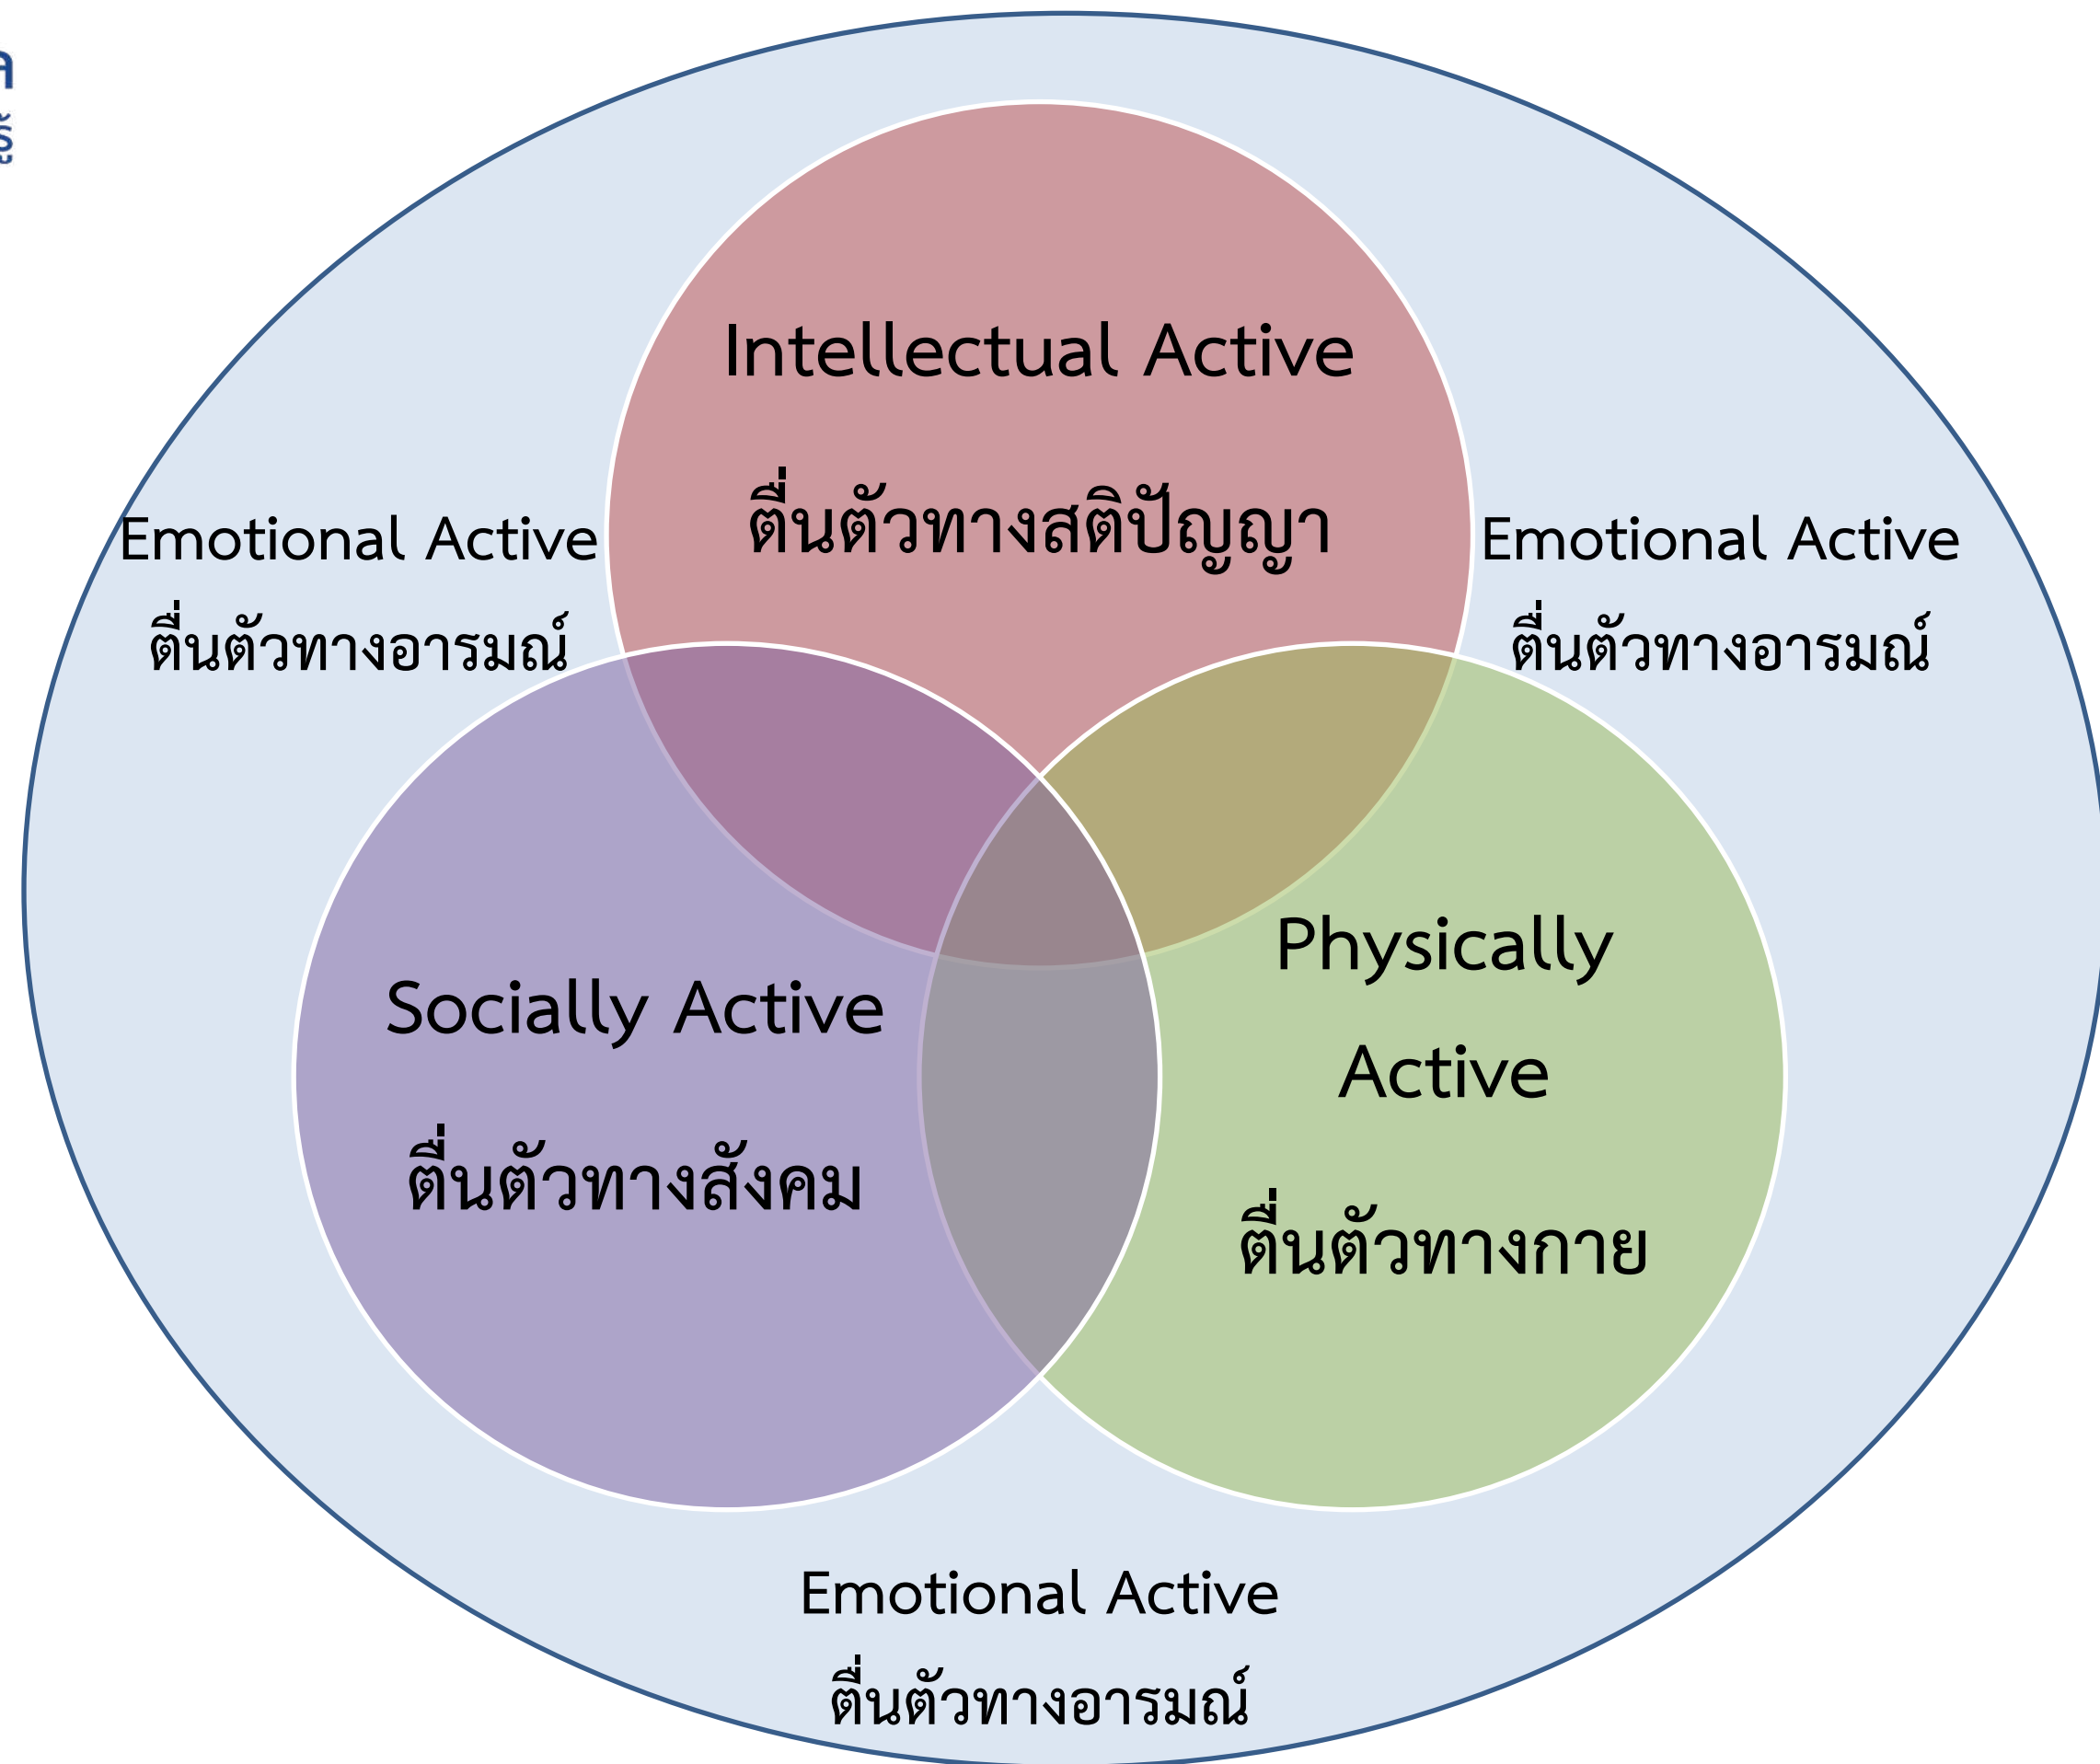 Intellectual Active
ตื่นตัวทางสติปัญญา
Emotional Active
ตื่นตัวทางอารมณ์
Emotional Active
ตื่นตัวทางอารมณ์
Socially Active
ตื่นตัวทางสังคม
Physically
Active
ตื่นตัวทางกาย
Emotional Active
ตื่นตัวทางอารมณ์